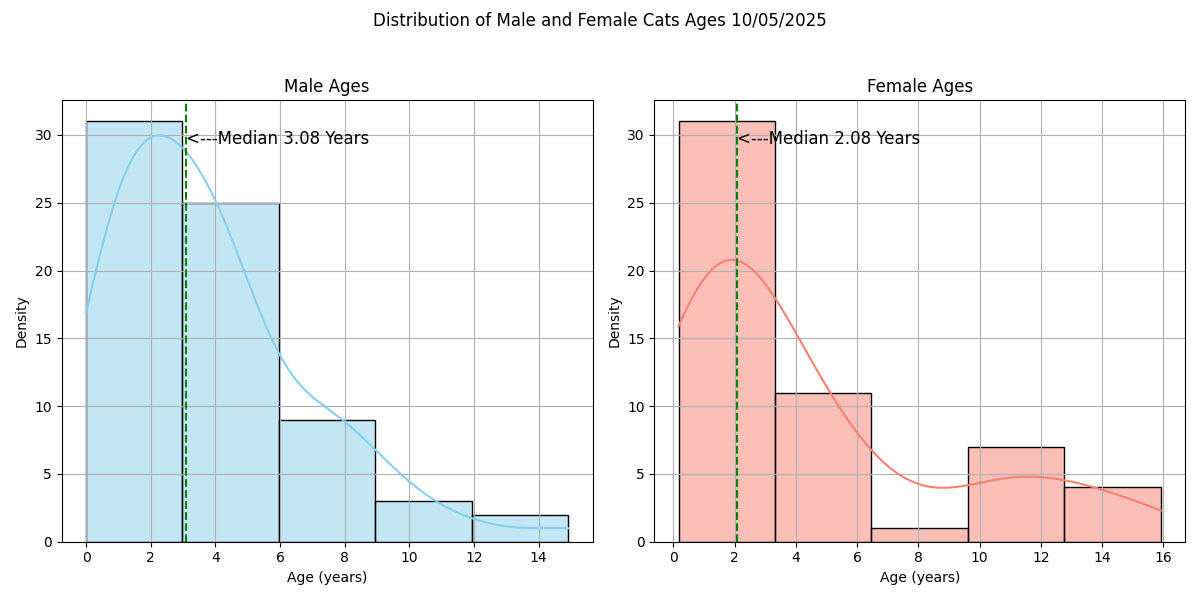 Distribution of Male and Female Cats Ages 10/05/2025
Male Ages
<---Median 3.08 Years
Density
30
25
20
15
10
5
0
0 2 4 6 8 10 12 14
Age (years)
Female Ages
<---Median 2.08 Years
Density
30
25
20
15
10
5
0
0 2 4 6 8 10 12 14 16
Age (years)